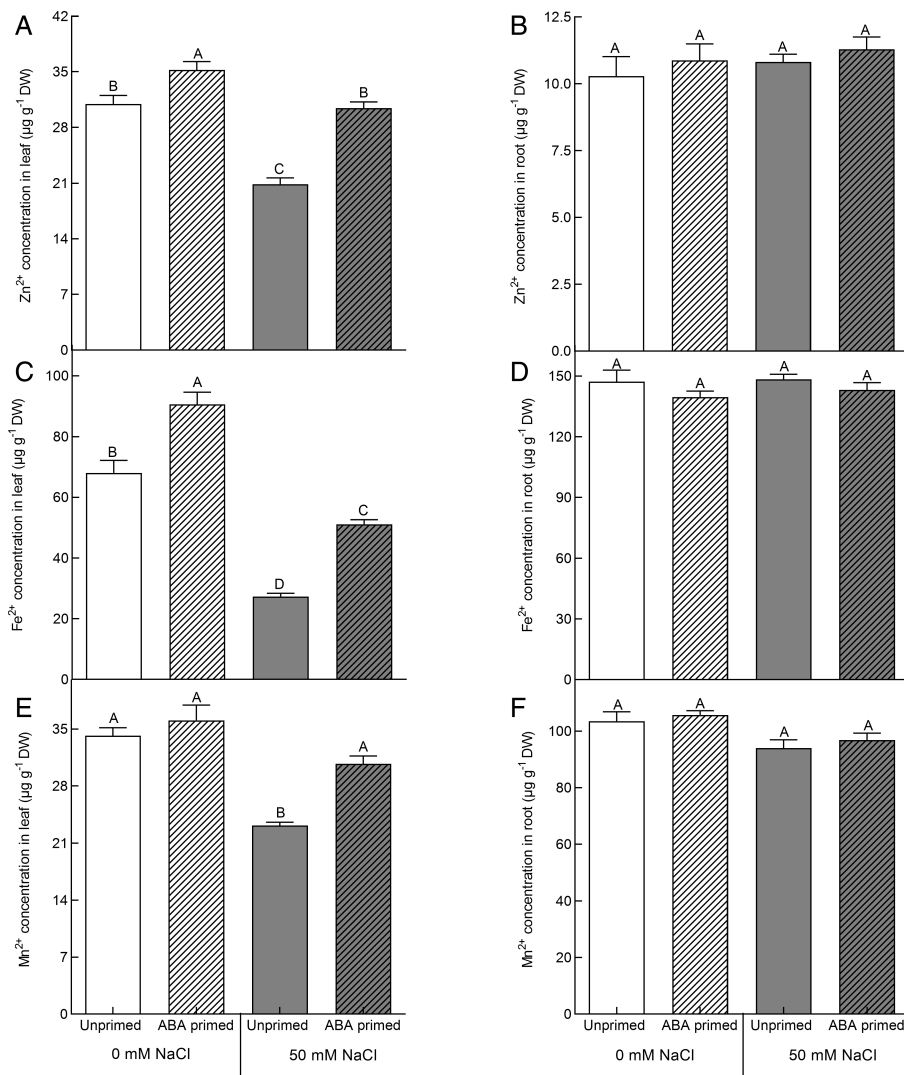 A
Zn²⁺ concentration in leaf (µg g⁻¹ DW)
42
35
28
21
14
7
0
B
A
C
B
B
Zn²⁺ concentration in root (µg g⁻¹ DW)
12.5
10.0
7.5
5.0
2.5
0.0
A
A
A
A
C
Fe²⁺ concentration in leaf (µg g⁻¹ DW)
100
80
60
40
20
0
B
A
D
C
D
Fe²⁺ concentration in root (µg g⁻¹ DW)
150
120
90
60
30
0
A
A
A
A
E
Mn²⁺ concentration in leaf (µg g⁻¹ DW)
35
28
21
14
7
0
A
A
B
A
Unprimed ABA primed Unprimed ABA primed
0 mM NaCl 50 mM NaCl
F
Mn²⁺ concentration in root (µg g⁻¹ DW)
100
80
60
40
20
0
A
A
A
A
Unprimed ABA primed Unprimed ABA primed
0 mM NaCl 50 mM NaCl